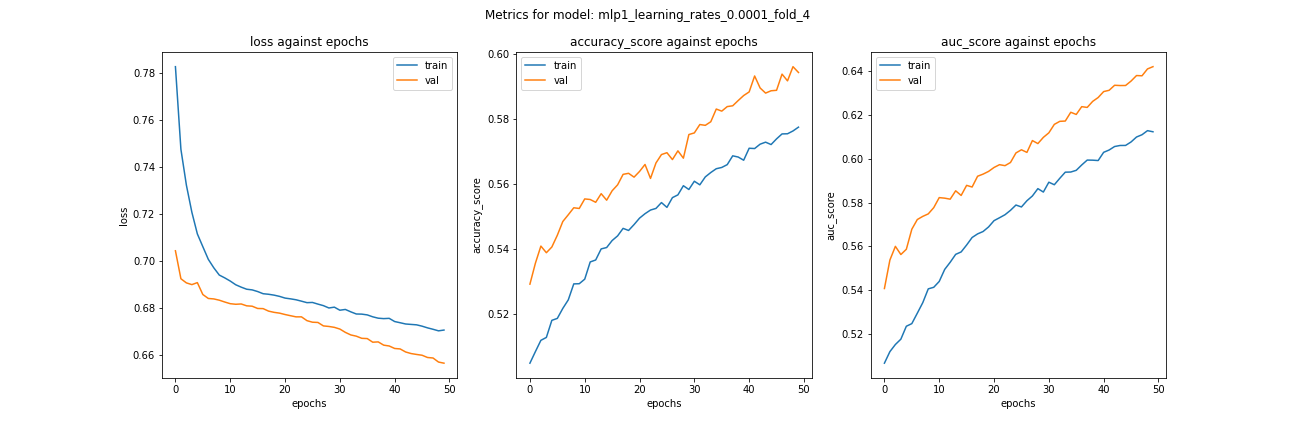 Metrics for model: mlp1_learning_rates_0.0001_fold_4
loss against epochs
train
val
0.78
0.76
0.74
0.72
0.70
0.68
0.66
loss
0 10 20 30 40 50
epochs
accuracy_score against epochs
train
val
0.60
0.58
0.56
0.54
0.52
accuracy_score
0 10 20 30 40 50
epochs
auc_score against epochs
train
val
0.64
0.62
0.60
0.58
0.56
0.54
0.52
auc_score
0 10 20 30 40 50
epochs